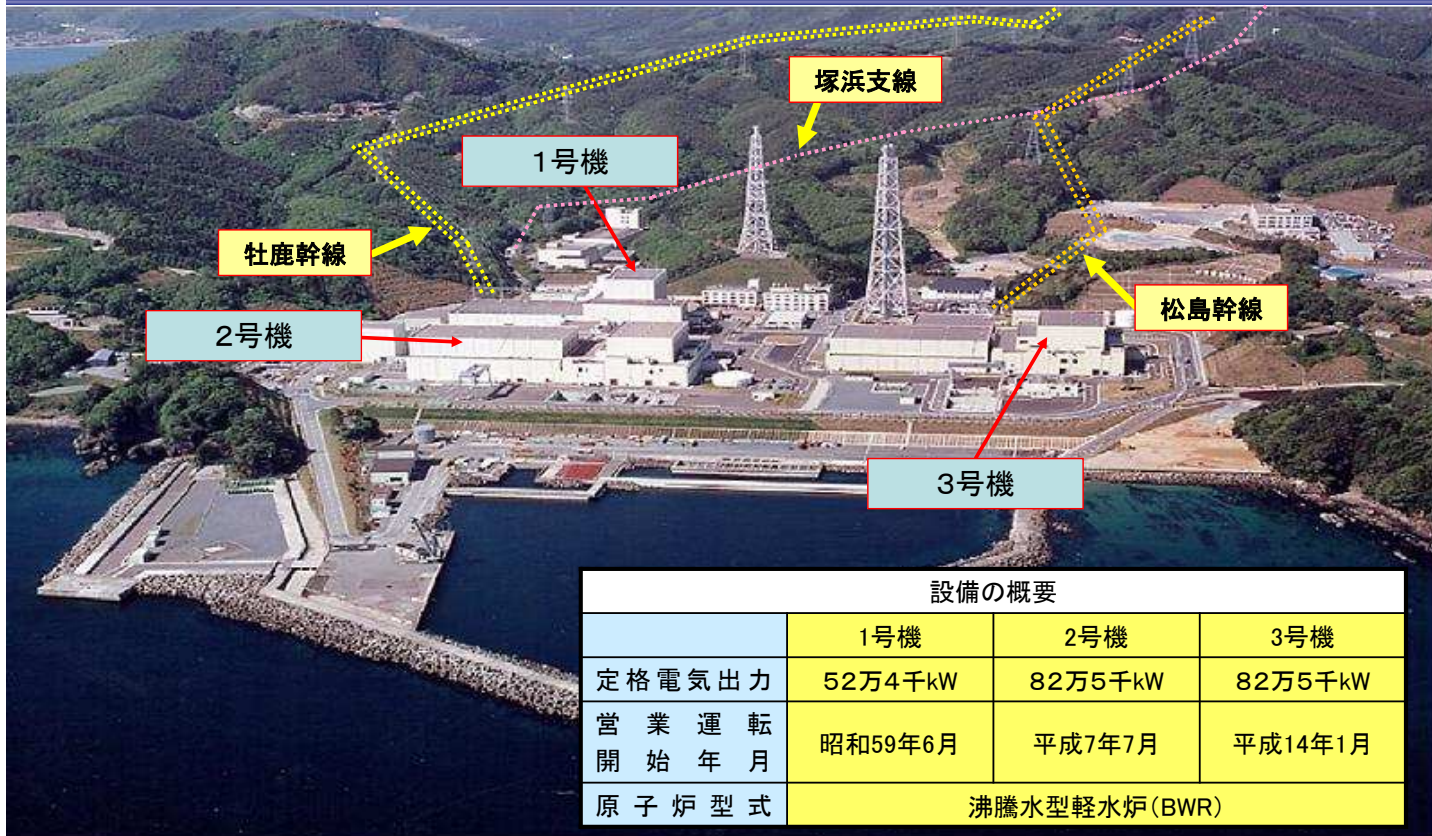 塚浜支線
1号機
牡鹿幹線
松島幹線
2号機
3号機
設備の概要
1号機 2号機 3号機
定格電気出力 52万4千kW 82万5千kW 82万5千kW
営業運転
開始年月 昭和59年6月 平成7年7月 平成14年1月
原子炉型式 沸騰水型軽水炉(BWR)